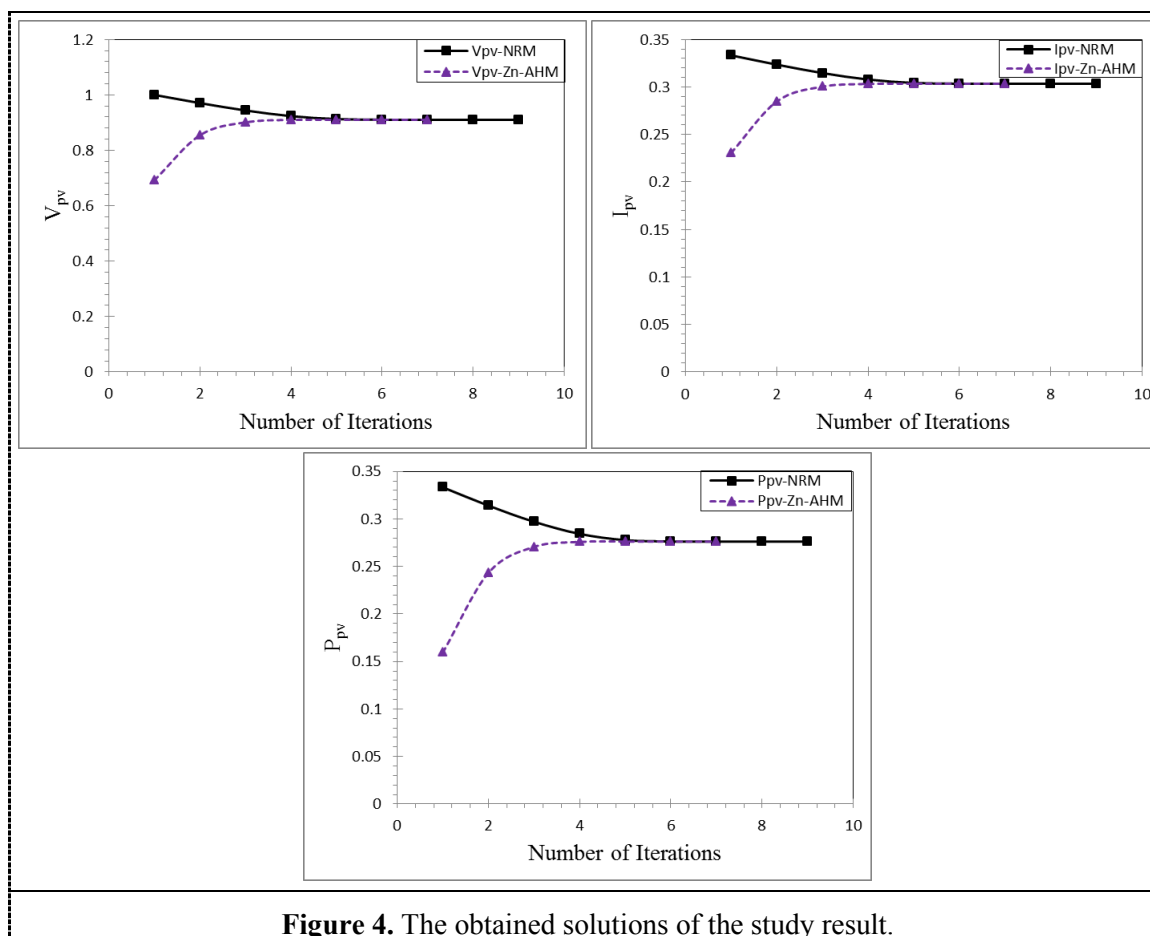 1.2
1
0.8
0.6
0.4
0.2
0
Vpv-NRM
Vpv-Zn-AHM
Vpv
0 2 4 6 8 10
Number of Iterations
0.35
0.3
0.25
0.2
0.15
0.1
0.05
0
Ipv-NRM
Ipv-Zn-AHM
Ipv
0 2 4 6 8 10
Number of Iterations
0.35
0.3
0.25
0.2
0.15
0.1
0.05
0
Ppv-NRM
Ppv-Zn-AHM
Ppv
0 2 4 6 8 10
Number of Iterations
Figure 4. The obtained solutions of the study result.